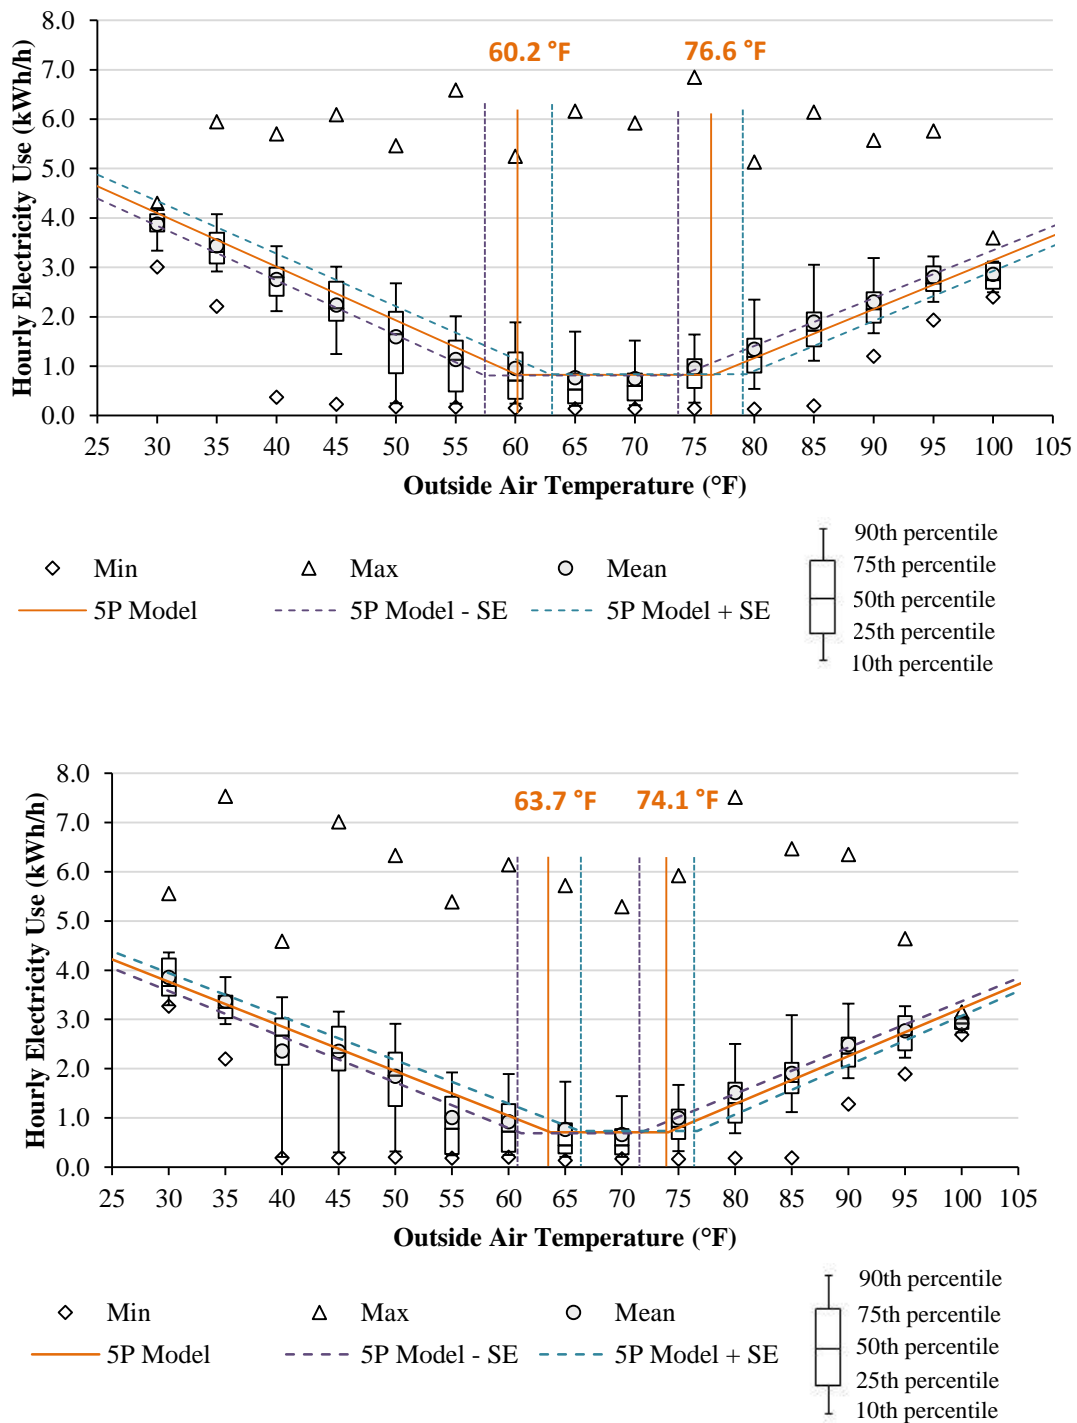 8.0
60.2 °F 76.6 °F
7.0
6.0
5.0
4.0
3.0
2.0
1.0
0.0
Hourly Electricity Use (kWh/h)
25 30 35 40 45 50 55 60 65 70 75 80 85 90 95 100 105
Outside Air Temperature (°F)
Min Max Mean
5P Model 5P Model - SE 5P Model + SE
90th percentile
75th percentile
50th percentile
25th percentile
10th percentile
8.0
63.7 °F 74.1 °F
7.0
6.0
5.0
4.0
3.0
2.0
1.0
0.0
Hourly Electricity Use (kWh/h)
25 30 35 40 45 50 55 60 65 70 75 80 85 90 95 100 105
Outside Air Temperature (°F)
Min Max Mean
5P Model 5P Model - SE 5P Model + SE
90th percentile
75th percentile
50th percentile
25th percentile
10th percentile